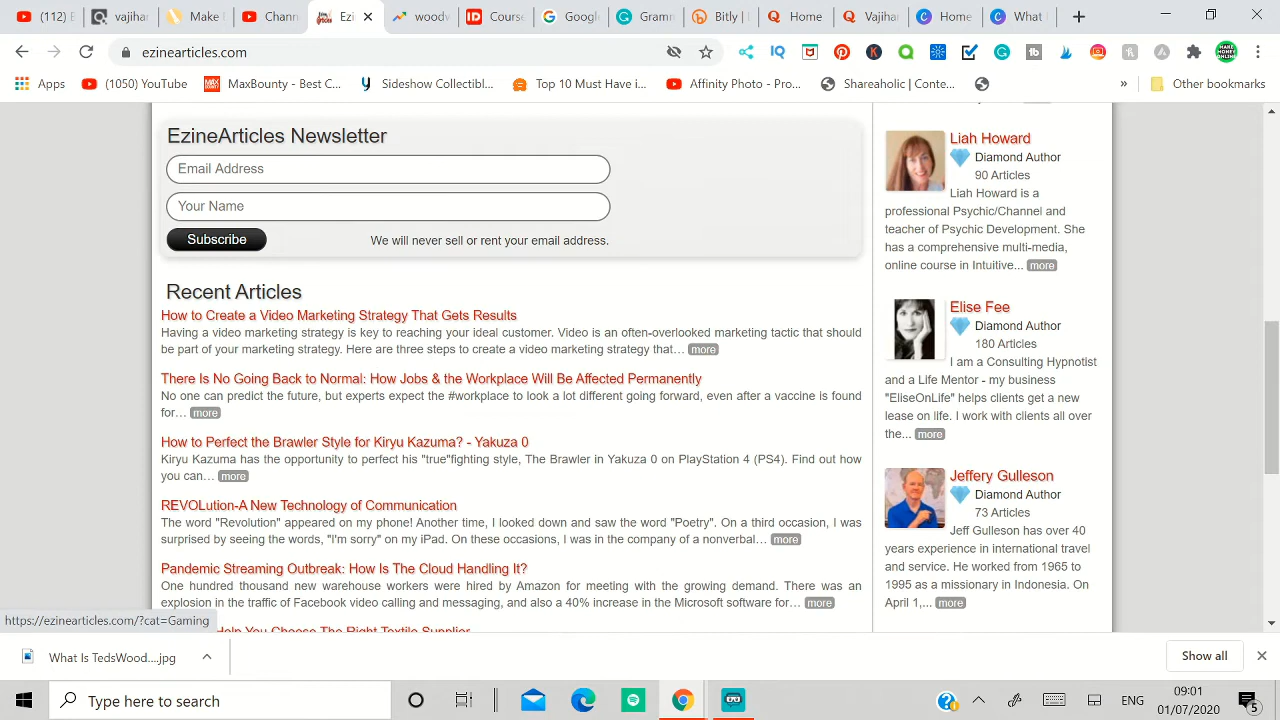 (112) E
vajihar
Make
Chann
Ezi
woodv
Course
Googl
Gramr
Bitly |
Home
Vajihar
Home
What
ezinearticles.com
Apps
(1050) YouTube
MaxBounty - Best C...
Sideshow Collectibl...
Top 10 Must Have i...
Affinity Photo - Pro...
Shareaholic | Conte...
»
Other bookmarks
EzineArticles Newsletter
Email Address
Your Name
Subscribe
We will never sell or rent your email address.
Recent Articles
How to Create a Video Marketing Strategy That Gets Results
Having a video marketing strategy is key to reaching your ideal customer. Video is an often-overlooked marketing tactic that should
be part of your marketing strategy. Here are three steps to create a video marketing strategy that… more
There Is No Going Back to Normal: How Jobs & the Workplace Will Be Affected Permanently
No one can predict the future, but experts expect the #workplace to look a lot different going forward, even after a vaccine is found
for… more
How to Perfect the Brawler Style for Kiryu Kazuma? - Yakuza 0
Kiryu Kazuma has the opportunity to perfect his "true"fighting style, The Brawler in Yakuza 0 on PlayStation 4 (PS4). Find out how
you can… more
REVOLution-A New Technology of Communication
The word "Revolution" appeared on my phone! Another time, I looked down and saw the word "Poetry". On a third occasion, I was
surprised by seeing the words, "I'm sorry" on my iPad. On these occasions, I was in the company of a nonverbal… more
Pandemic Streaming Outbreak: How Is The Cloud Handling It?
One hundred thousand new warehouse workers were hired by Amazon for meeting with the growing demand. There was an
explosion in the traffic of Facebook video calling and messaging, and also a 40% increase in the Microsoft software for… more
Help You Choose The Right Textile Supplier
Liah Howard
Diamond Author
90 Articles
Liah Howard is a
professional Psychic/Channel and
teacher of Psychic Development. She
has a comprehensive multi-media,
online course in Intuitive... more
Elise Fee
Diamond Author
180 Articles
I am a Consulting Hypnotist
and a Life Mentor - my business
"EliseOnLife" helps clients get a new
lease on life. I work with clients all over
the... more
Jeffery Gulleson
Diamond Author
73 Articles
Jeff Gulleson has over 40
years experience in international travel
and service. He worked from 1965 to
1995 as a missionary in Indonesia. On
April 1,... more
https://ezinearticles.com/?cat=Gaming
What Is TedsWood....jpg
Show all
Type here to search
ENG
09:01
01/07/2020
5